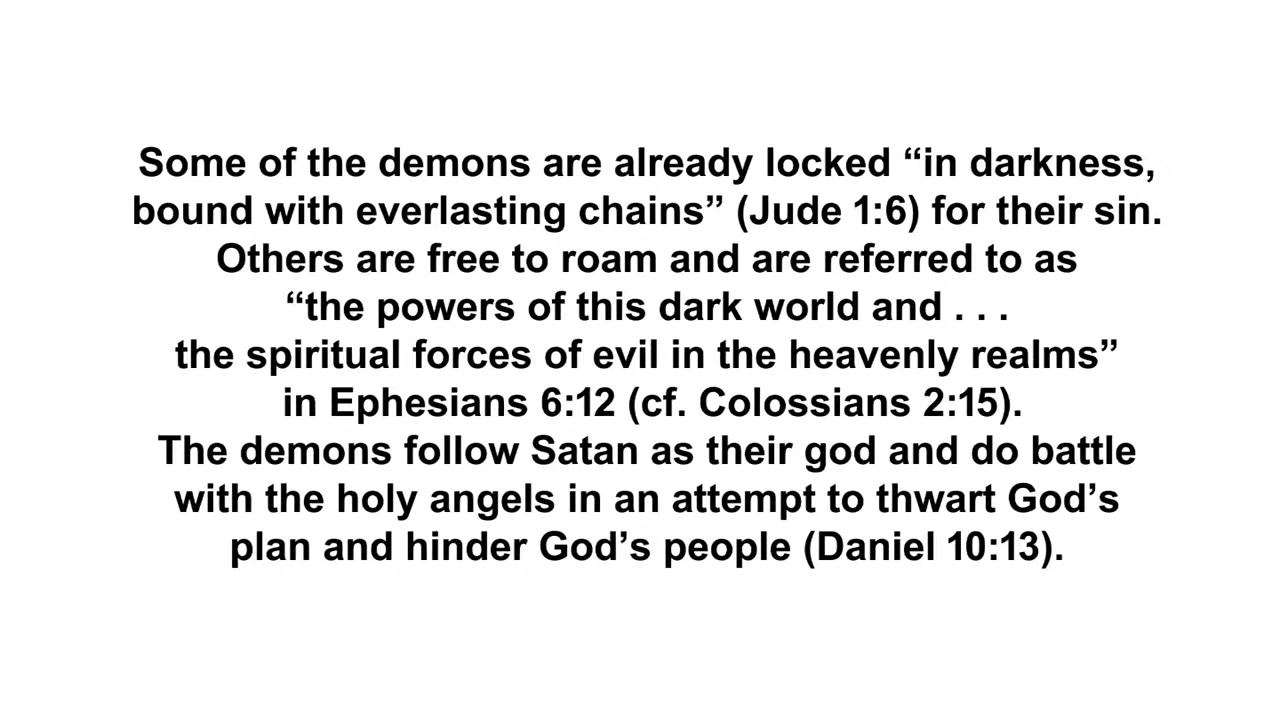 Some of the demons are already locked “in darkness,
bound with everlasting chains” (Jude 1:6) for their sin.
Others are free to roam and are referred to as
“the powers of this dark world and . . .
the spiritual forces of evil in the heavenly realms”
in Ephesians 6:12 (cf. Colossians 2:15).
The demons follow Satan as their god and do battle
with the holy angels in an attempt to thwart God’s
plan and hinder God’s people (Daniel 10:13).